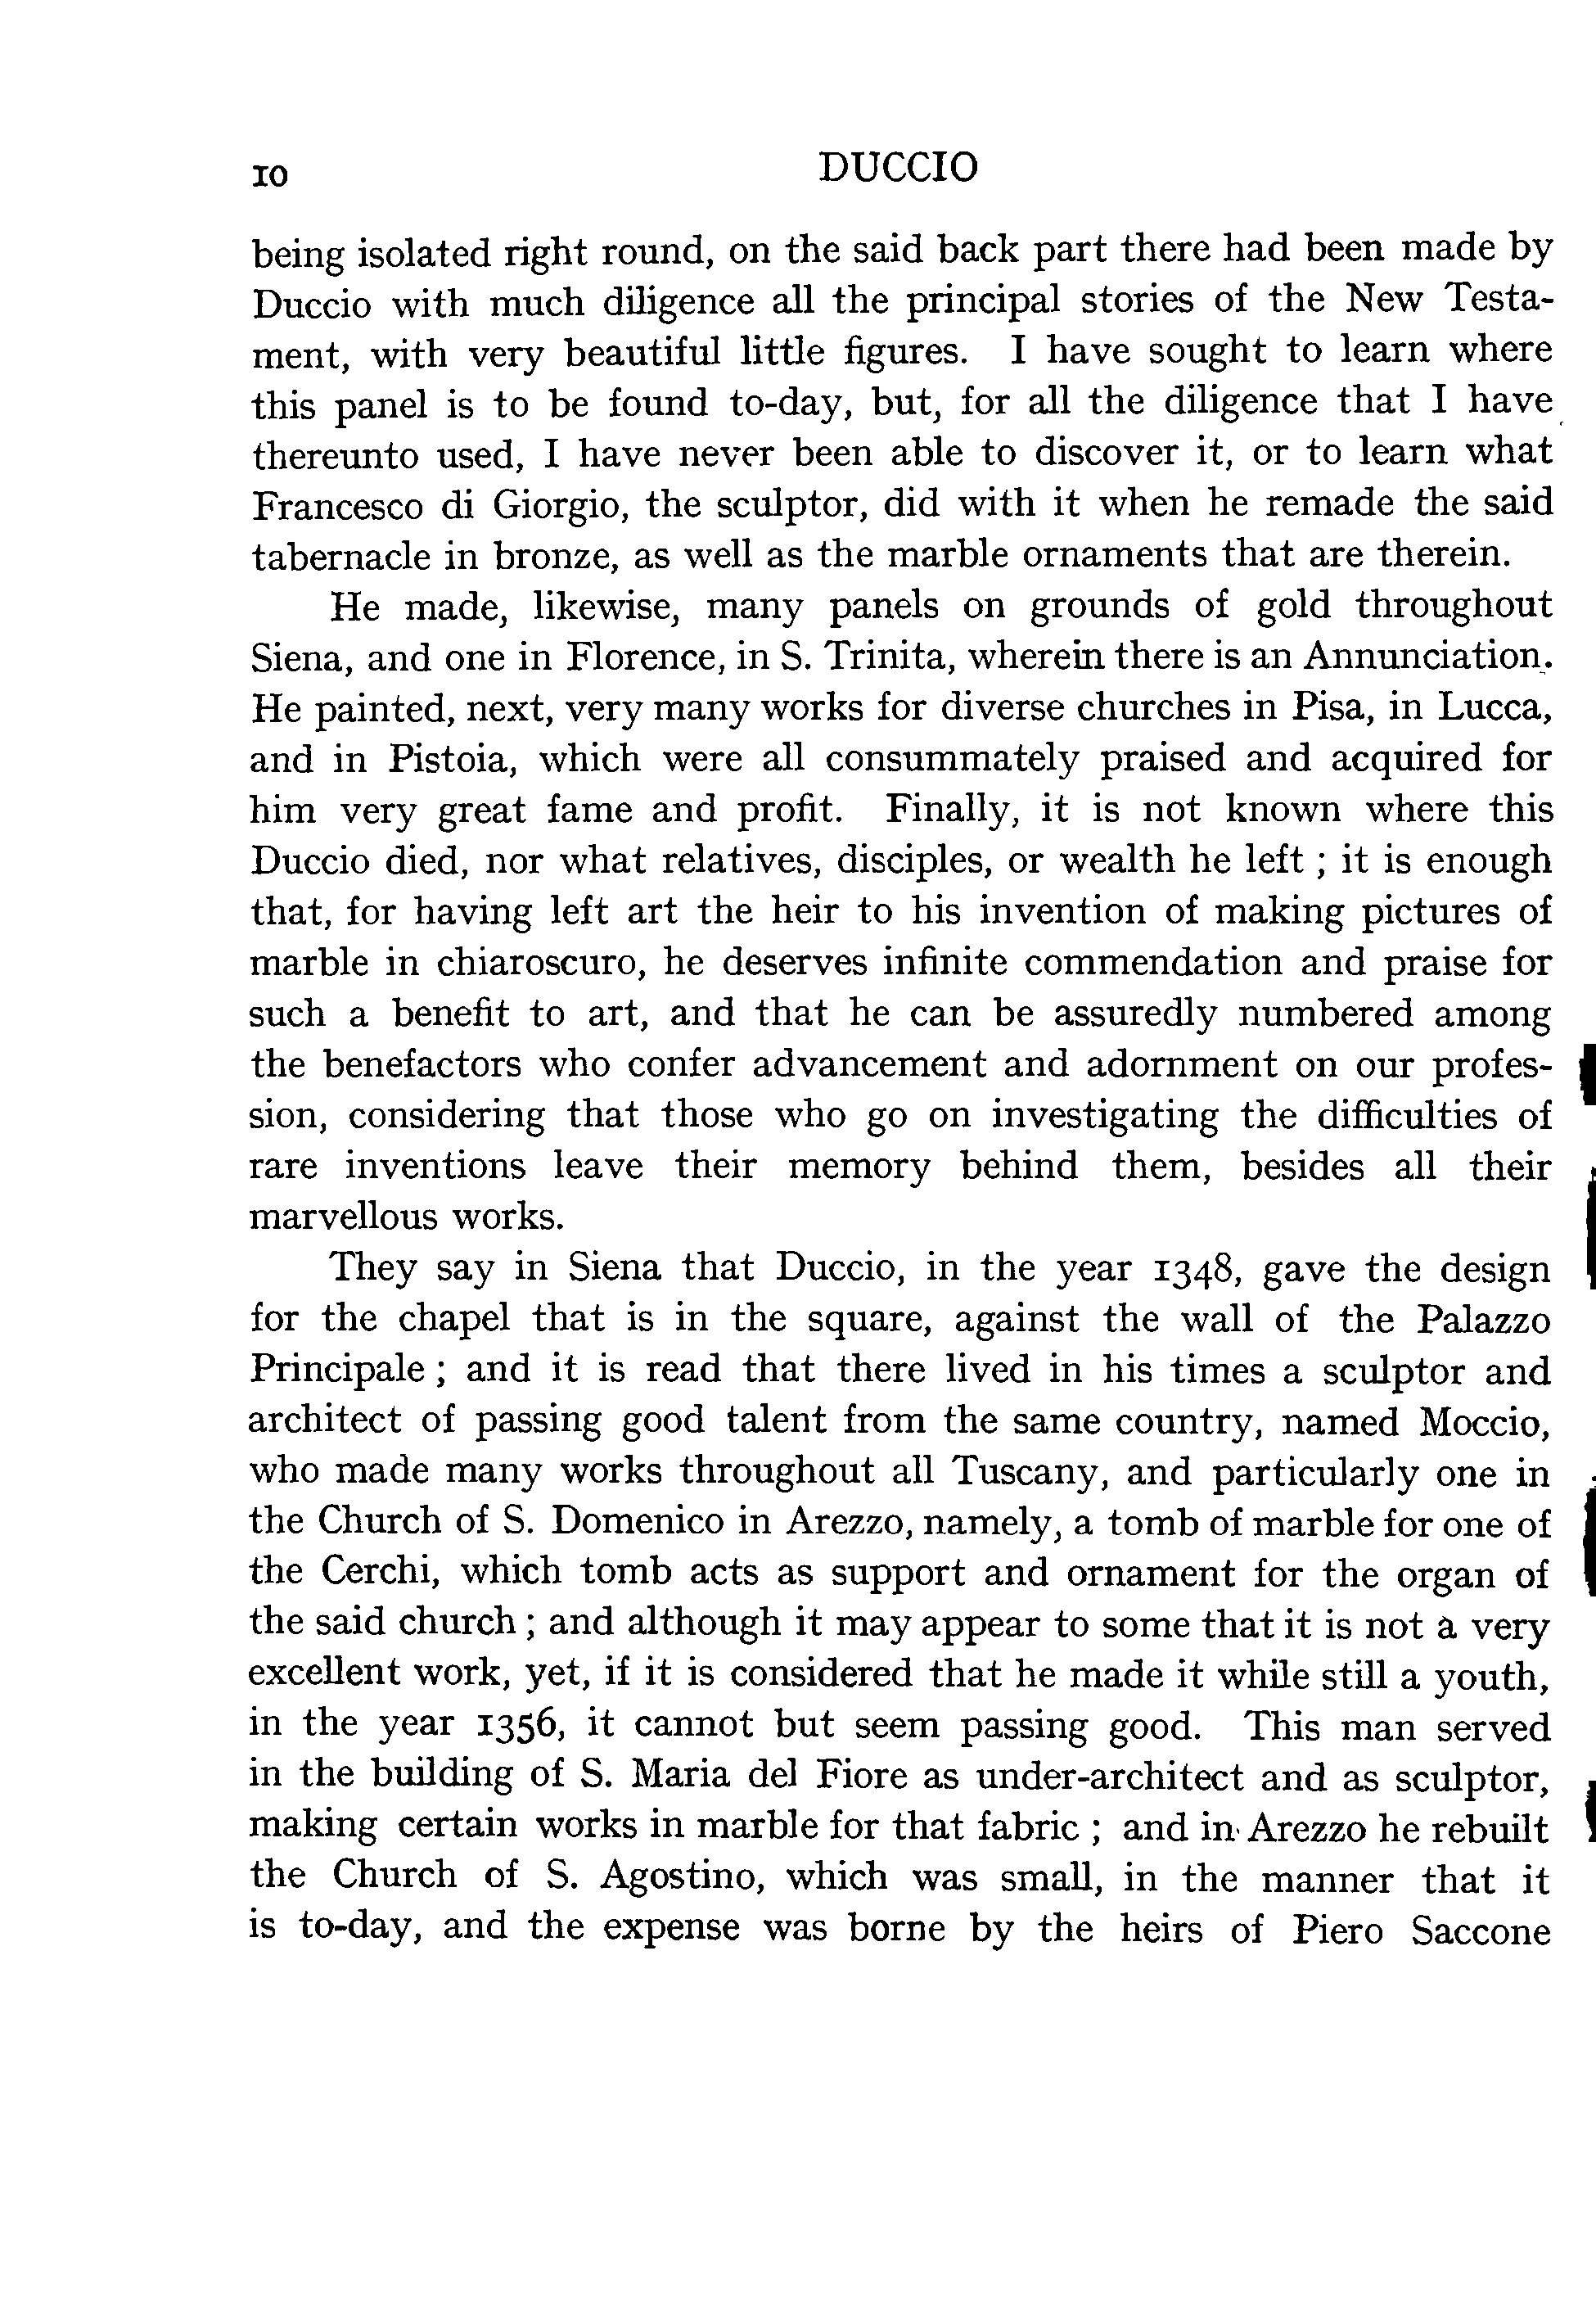 10 DUCCIO
being isolated right round, on the said back part there had been made by
Duccio with much diligence all the principal stories of the New Testa-
ment, with very beautiful little figures. I have sought to learn where
this panel is to be found to-day, but, for all the diligence that I have
thereunto used, I have never been able to discover it, or to learn what
Francesco di Giorgio, the sculptor, did with it when he remade the said
tabernacle in bronze, as well as the marble ornaments that are therein.
He made, likewise, many panels on grounds of gold throughout
Siena, and one in Florence, in S. Trinita, wherein there is an Annunciation.
He painted, next, very many works for diverse churches in Pisa, in Lucca,
and in Pistoia, which were all consummately praised and acquired for
him very great fame and profit. Finally, it is not known where this
Duccio died, nor what relatives, disciples, or wealth he left ; it is enough
that, for having left art the heir to his invention of making pictures of
marble in chiaroscuro, he deserves infinite commendation and praise for
such a benefit to art, and that he can be assuredly numbered among
the benefactors who confer advancement and adornment on our profes-
sion, considering that those who go on investigating the difficulties of
rare inventions leave their memory behind them, besides all their
marvellous works.
They say in Siena that Duccio, in the year 1348, gave the design
for the chapel that is in the square, against the wall of the Palazzo
Principale ; and it is read that there lived in his times a sculptor and
architect of passing good talent from the same country, named Moccio,
who made many works throughout all Tuscany, and particularly one in
the Church of S. Domenico in Arezzo, namely, a tomb of marble for one of
the Cerchi, which tomb acts as support and ornament for the organ of
the said church ; and although it may appear to some that it is not a very
excellent work, yet, if it is considered that he made it while still a youth,
in the year 1356, it cannot but seem passing good. This man served
in the building of S. Maria del Fiore as under-architect and as sculptor,
making certain works in marble for that fabric ; and in Arezzo he rebuilt
the Church of S. Agostino, which was small, in the manner that it
is to-day, and the expense was borne by the heirs of Piero Saccone